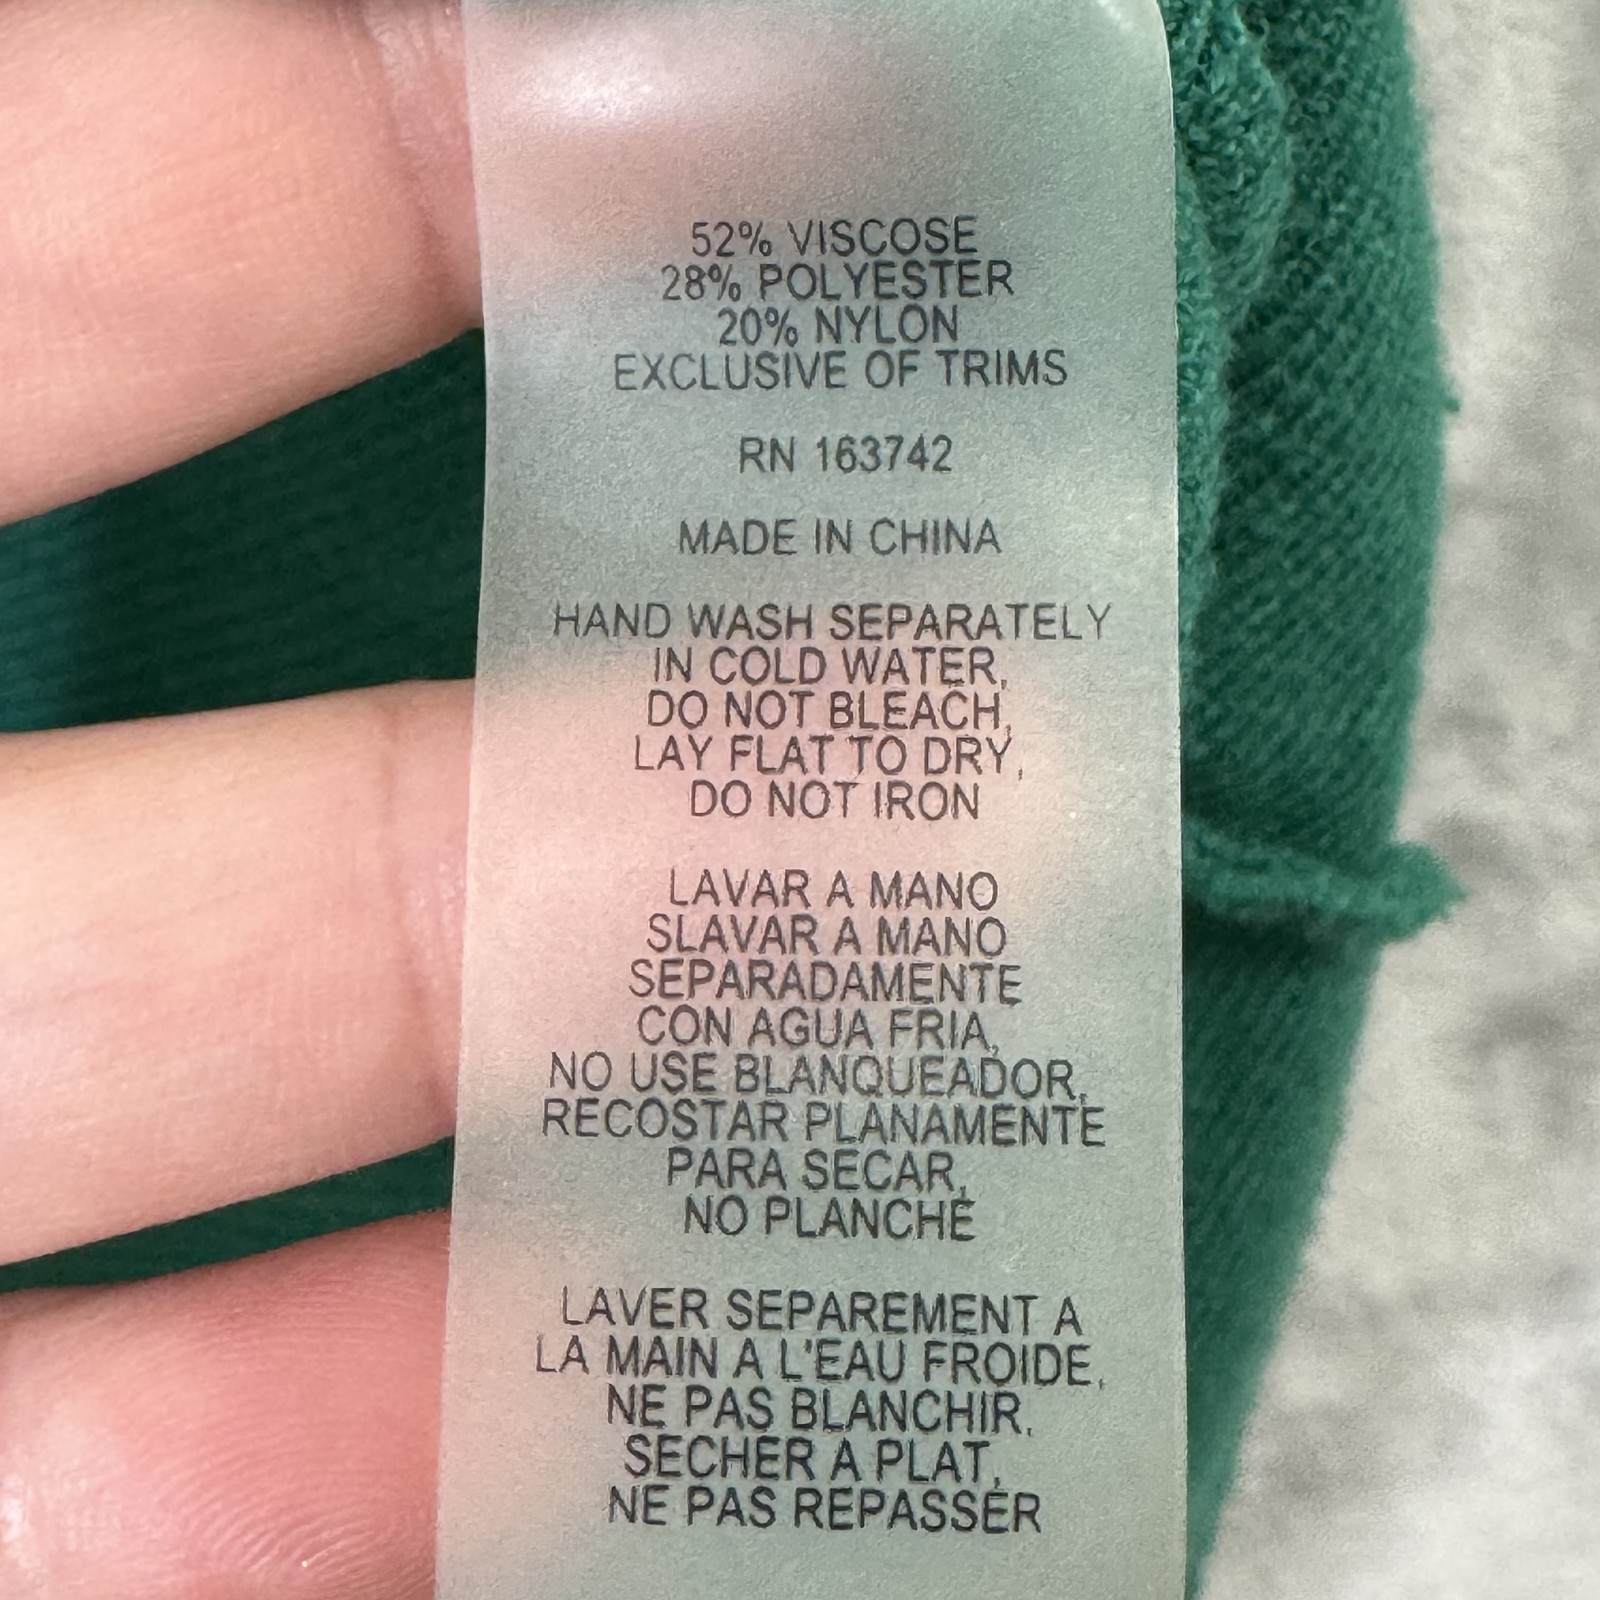 52% VISCOSE
28% POLYESTER
20% NYLON
EXCLUSIVE OF TRIMS
RN 163742
MADE IN CHINA
HAND WASH SEPARATELY
IN COLD WATER,
DO NOT BLEACH,
LAY FLAT TO DRY,
DO NOT IRON
LAVAR A MANO
SLAVAR A MANO
SEPARADAMENTE
CON AGUA FRIA,
NO USE BLANQUEADOR,
RECOSTAR PLANAMENTE
PARA SECAR,
NO PLANCHE
LAVER SEPAREMENT A
LA MAIN A L'EAU FROIDE,
NE PAS BLANCHIR,
SECHER A PLAT,
NE PAS REPASSER